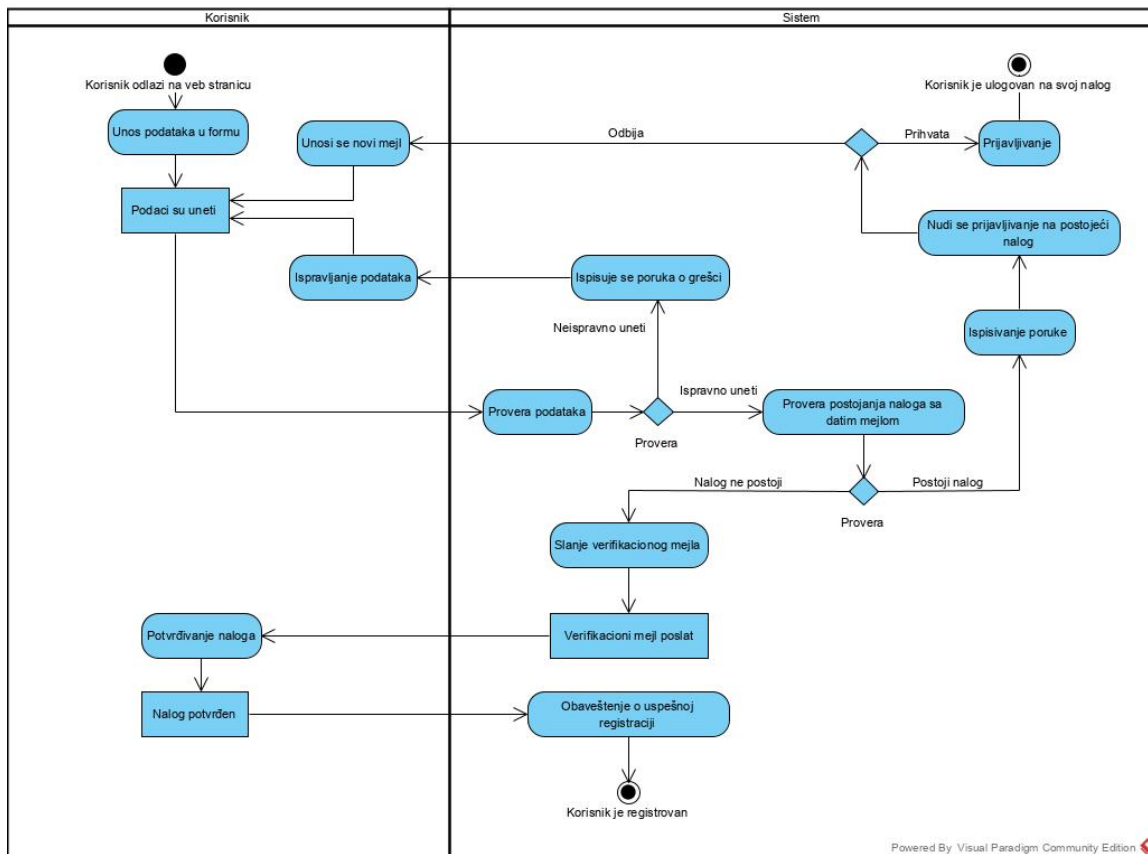 Korisnik
Sistem
Korisnik odlazi na veb stranicu
Korisnik je ulogovan na svoj nalog
Unos podataka u formu
Unosi se novi mejl
Odbija
Prihvata
Prijavljivanje
Podaci su uneti
Nudi se prijavljivanje na postojeći
nalog
Ispravljanje podataka
Ispisuje se poruka o grešci
Neispravno uneti
Ispisivanje poruke
Ispravno uneti
Provera podataka
Provera
Provera postojanja naloga sa
datim mejlom
Nalog ne postoji
Postoji nalog
Provera
Slanje verifikacionog mejla
Potvrđivanje naloga
Verifikacioni mejl poslat
Nalog potvrđen
Obaveštenje o uspešnoj
registraciji
Korisnik je registrovan
Powered By Visual Paradigm Community Edition